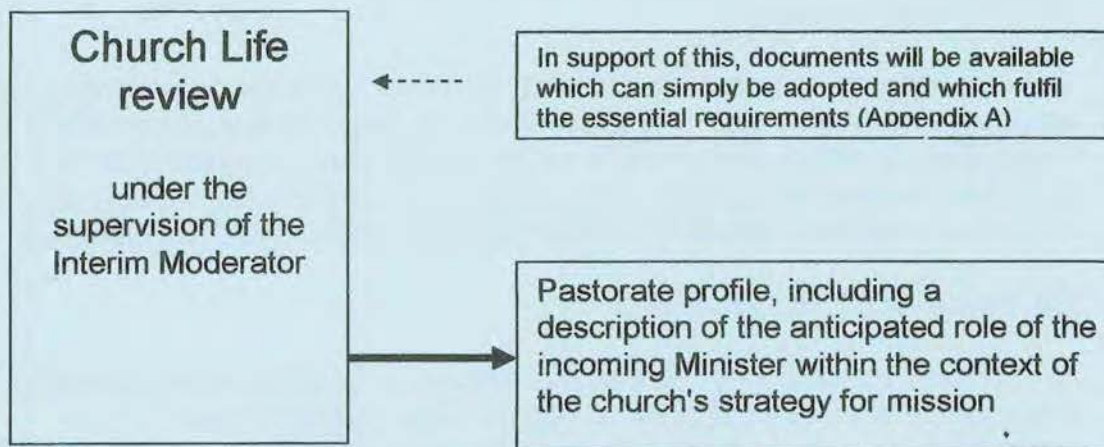 Church Life
review
under the
supervision of the
Interim Moderator
In support of this, documents will be available
which can simply be adopted and which fulfil
the essential requirements (Appendix A)
Pastorate profile, including a
description of the anticipated role of the
incoming Minister within the context of
the church's strategy for mission